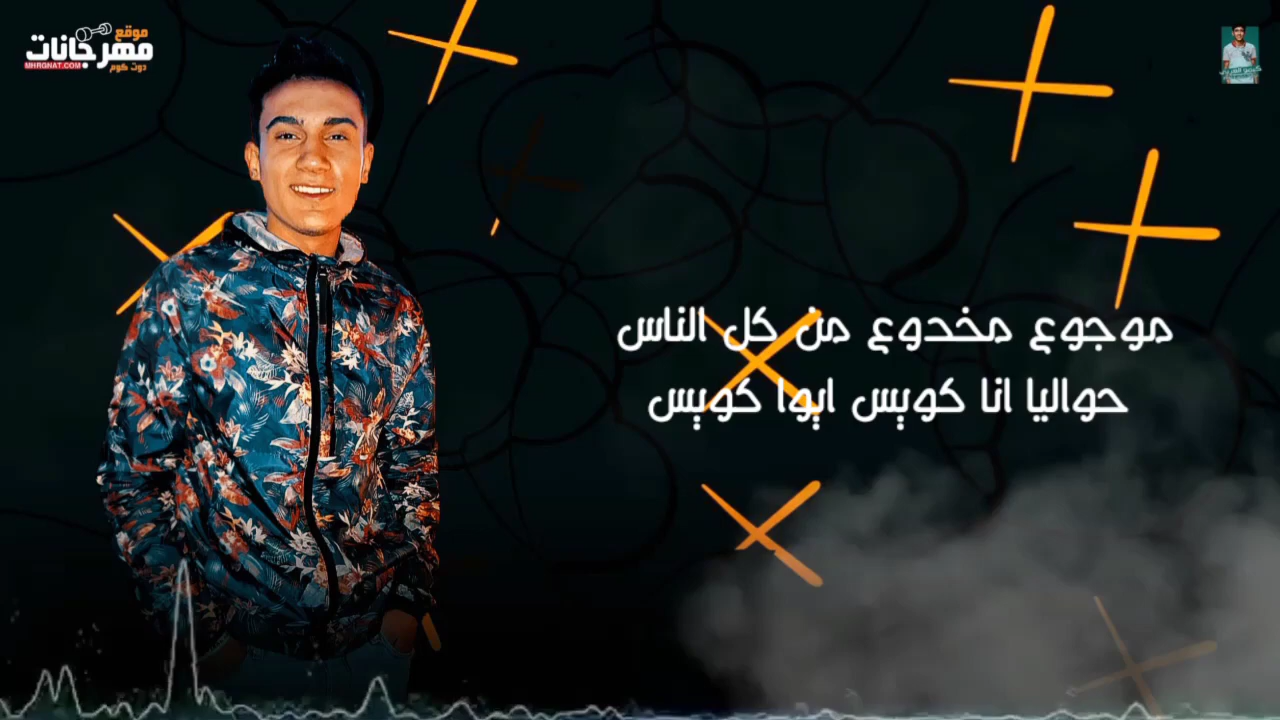 موقع
مهرجانات
MHRGNAT.COM
دوت كوم
موجوع مخدوع من كل الناس
حواليا انا كويس ايوا كويس